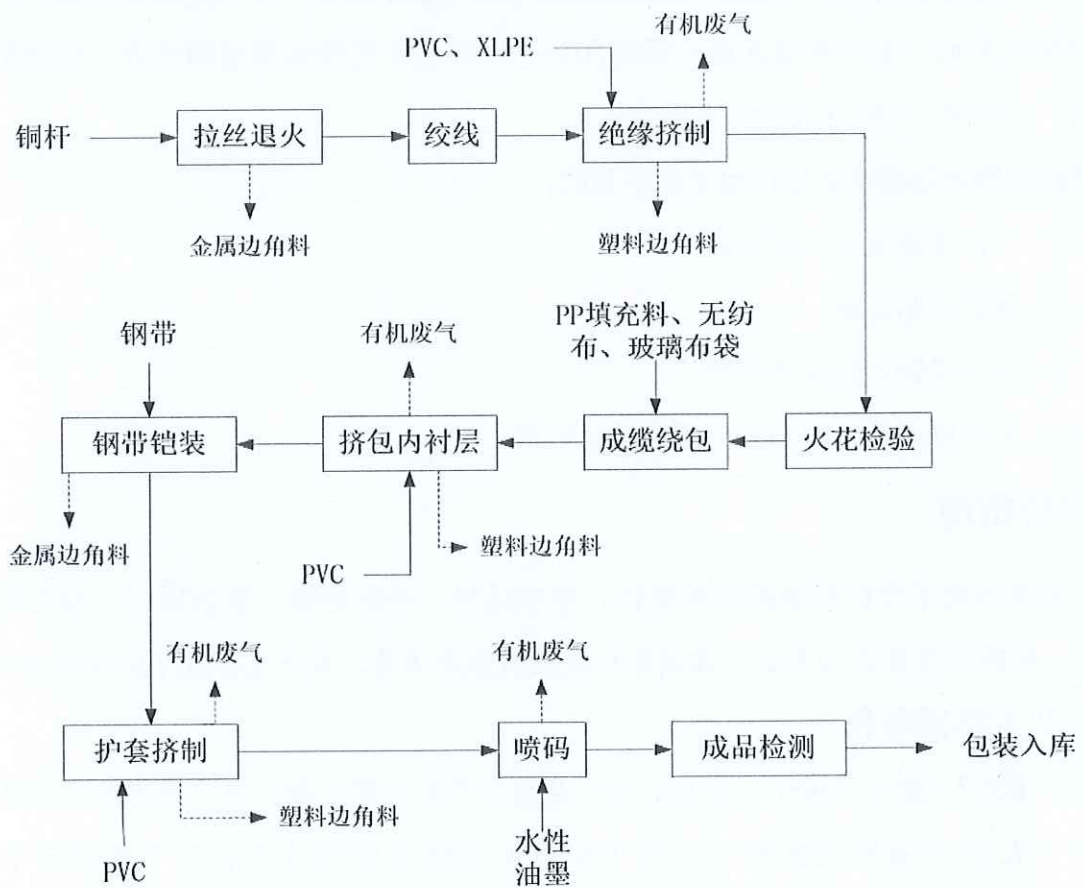 有机废气
PVC、XLPE
铜杆
拉丝退火
绞线
绝缘挤制
金属边角料
塑料边角料
钢带
有机废气
PP填充料、无纺
布、玻璃布袋
钢带铠装
挤包内衬层
成缆绕包
火花检验
金属边角料
PVC
塑料边角料
有机废气
有机废气
护套挤制
喷码
成品检测
包装入库
塑料边角料
PVC
水性
油墨